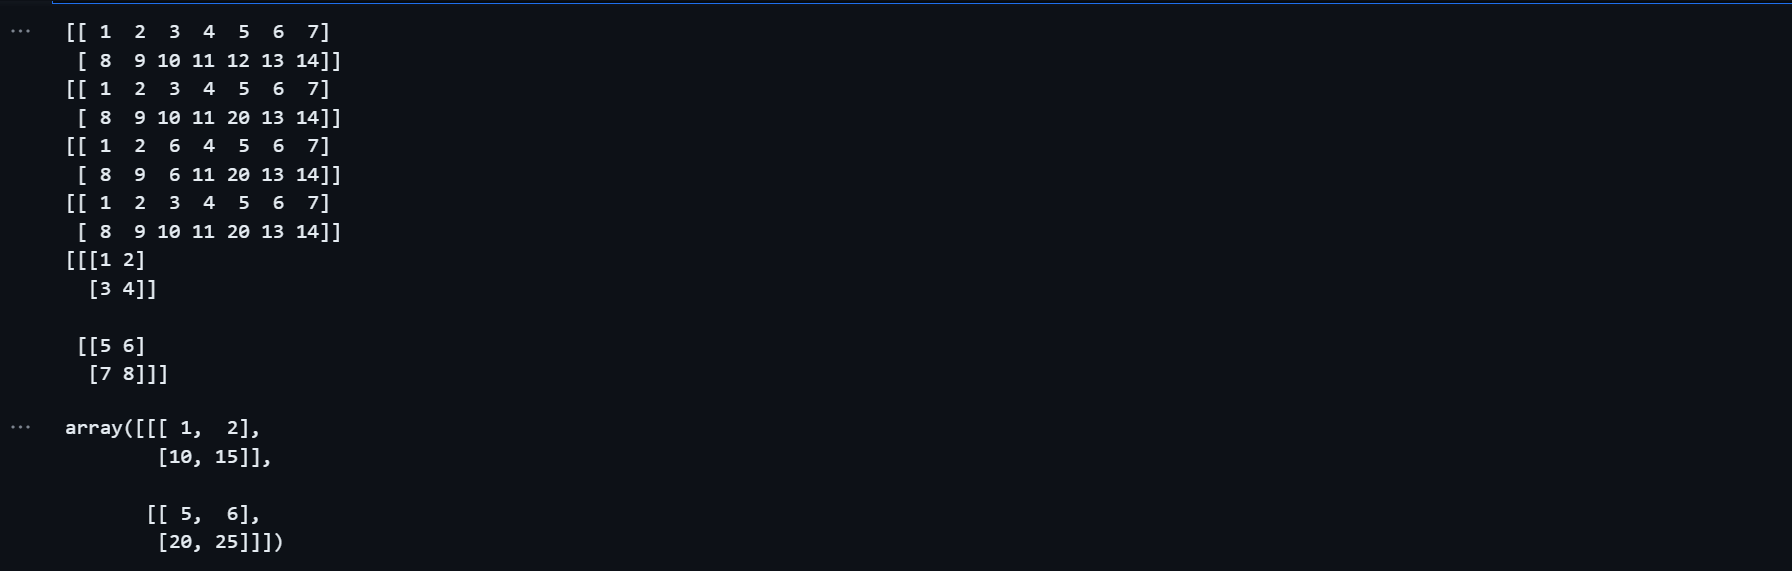 [[ 1  2  3  4  5  6  7]
 [ 8  9 10 11 12 13 14]]
[[ 1  2  3  4  5  6  7]
 [ 8  9 10 11 20 13 14]]
[[ 1  2  6  4  5  6  7]
 [ 8  9  6 11 20 13 14]]
[[ 1  2  3  4  5  6  7]
 [ 8  9 10 11 20 13 14]]
[[[1 2]
  [3 4]]
 [[5 6]
  [7 8]]]
array([[[ 1,  2],
        [10, 15]],
       [[ 5,  6],
        [20, 25]]])